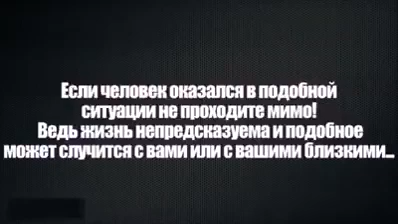 Если человек оказался в подобной
ситуации не проходите мимо!
Ведь жизнь непредсказуема и подобное
может случится с вами или с вашими близкими...